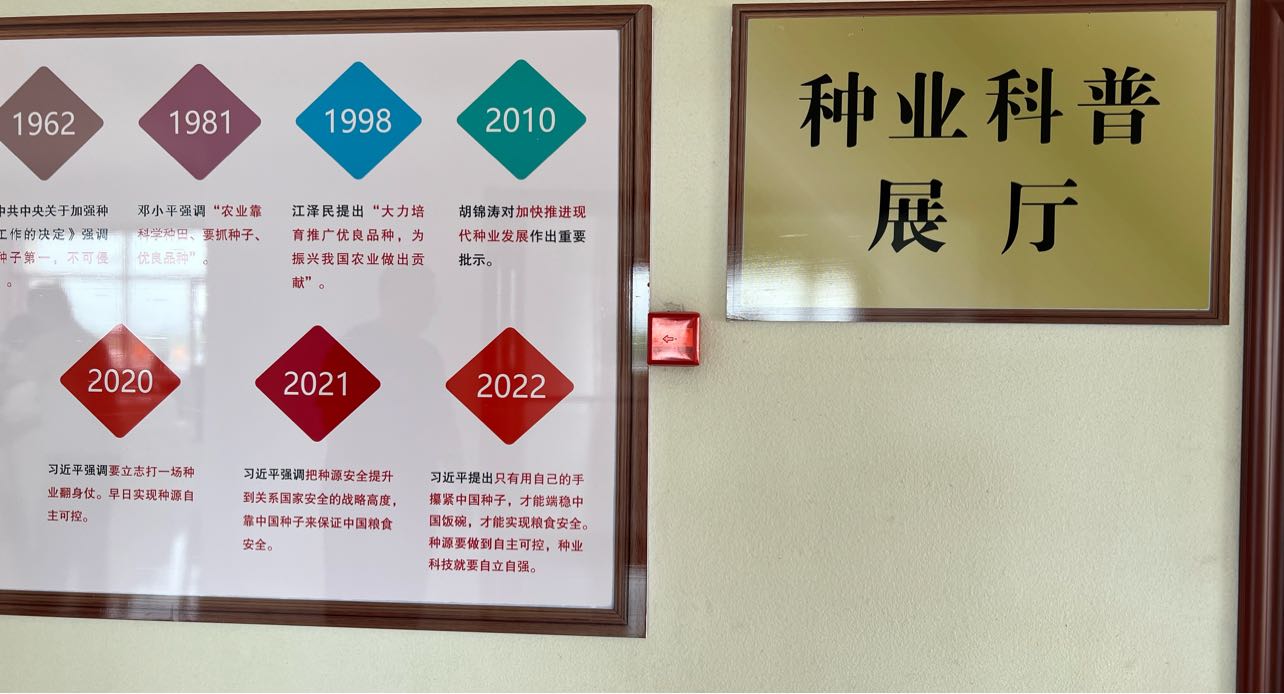 1962
1981
1998
2010
中共中央关于加强种
工作的决定》强调
种子第一，不可侵
。
邓小平强调“农业靠
科学种田、要抓种子、
优良品种”。
江泽民提出“大力培
育推广优良品种，为
振兴我国农业做出贡
献”。
胡锦涛对加快推进现
代种业发展作出重要
批示。
2020
2021
2022
习近平强调要立志打一场种
业翻身仗。早日实现种源自
主可控。
习近平强调把种源安全提升
到关系国家安全的战略高度，
靠中国种子来保证中国粮食
安全。
习近平提出只有用自己的手
攥紧中国种子，才能端稳中
国饭碗，才能实现粮食安全。
种源要做到自主可控，种业
科技就要自立自强。
种业科普
展厅